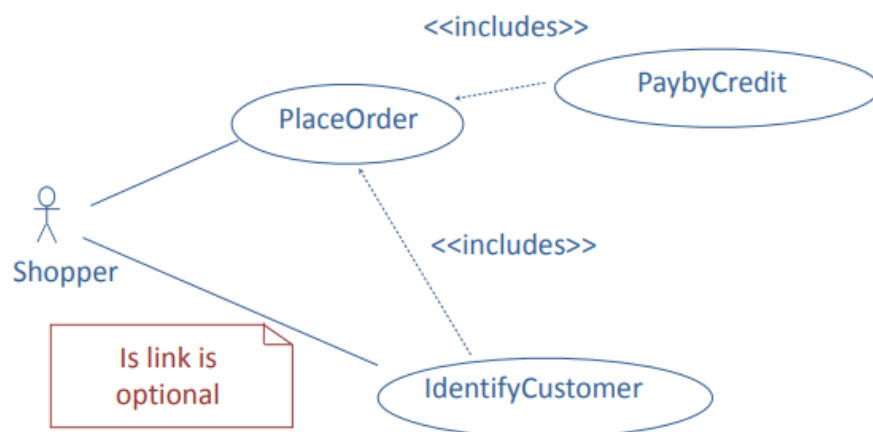 <<includes>>
PaybyCredit
PlaceOrder
<<includes>>
Shopper
Is link is
optional
IdentifyCustomer